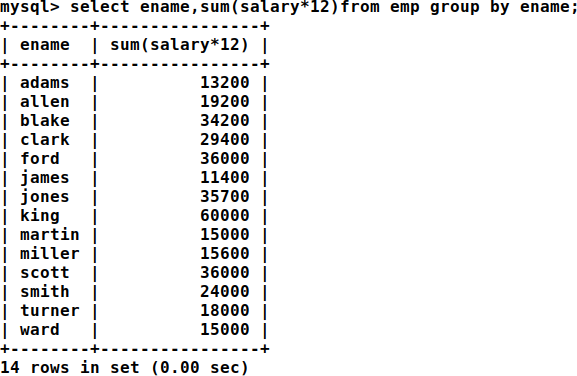 mysql> select ename,sum(salary*12)from emp group by ename;
+--------+----------------+
| ename  | sum(salary*12) |
+--------+----------------+
| adams  |          13200 |
| allen  |          19200 |
| blake  |          34200 |
| clark  |          29400 |
| ford   |          36000 |
| james  |          11400 |
| jones  |          35700 |
| king   |          60000 |
| martin |          15000 |
| miller |          15600 |
| scott  |          36000 |
| smith  |          24000 |
| turner |          18000 |
| ward   |          15000 |
+--------+----------------+
14 rows in set (0.00 sec)